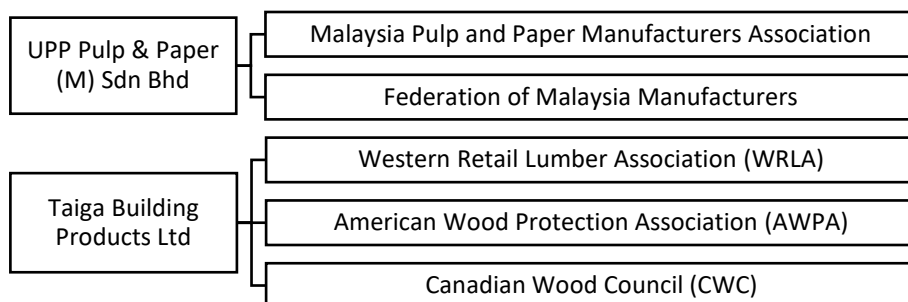 UPP Pulp & Paper
(M) Sdn Bhd
Malaysia Pulp and Paper Manufacturers Association
Federation of Malaysia Manufacturers
Taiga Building
Products Ltd
Western Retail Lumber Association (WRLA)
American Wood Protection Association (AWPA)
Canadian Wood Council (CWC)